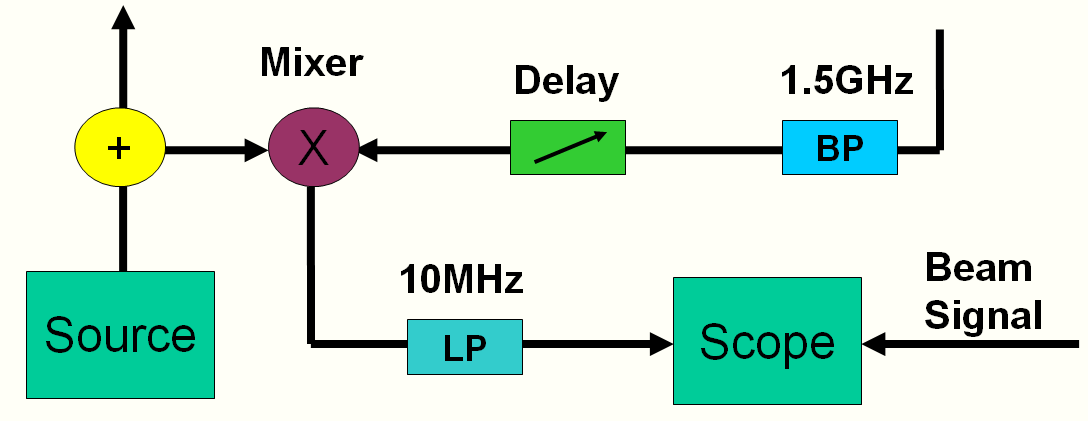 Mixer
Delay
1.5GHz
+
X
BP
10MHz
Beam
Signal
Source
LP
Scope